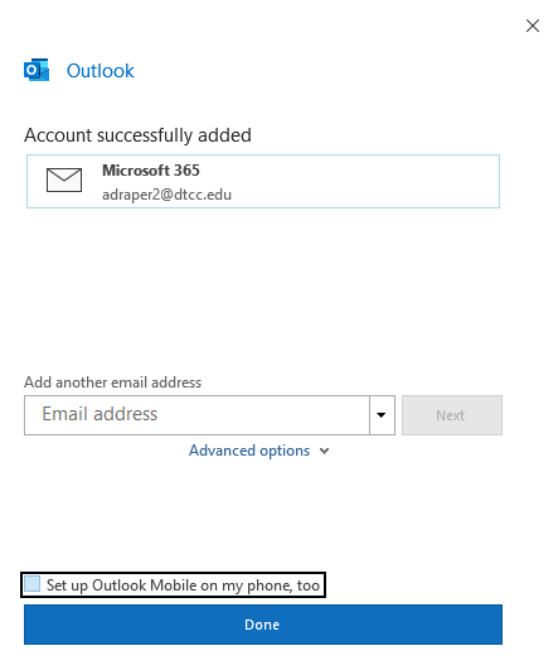 Outlook
Account successfully added
Microsoft 365
adraper2@dtcc.edu
Add another email address
Email address
Next
Advanced options
Set up Outlook Mobile on my phone, too
Done